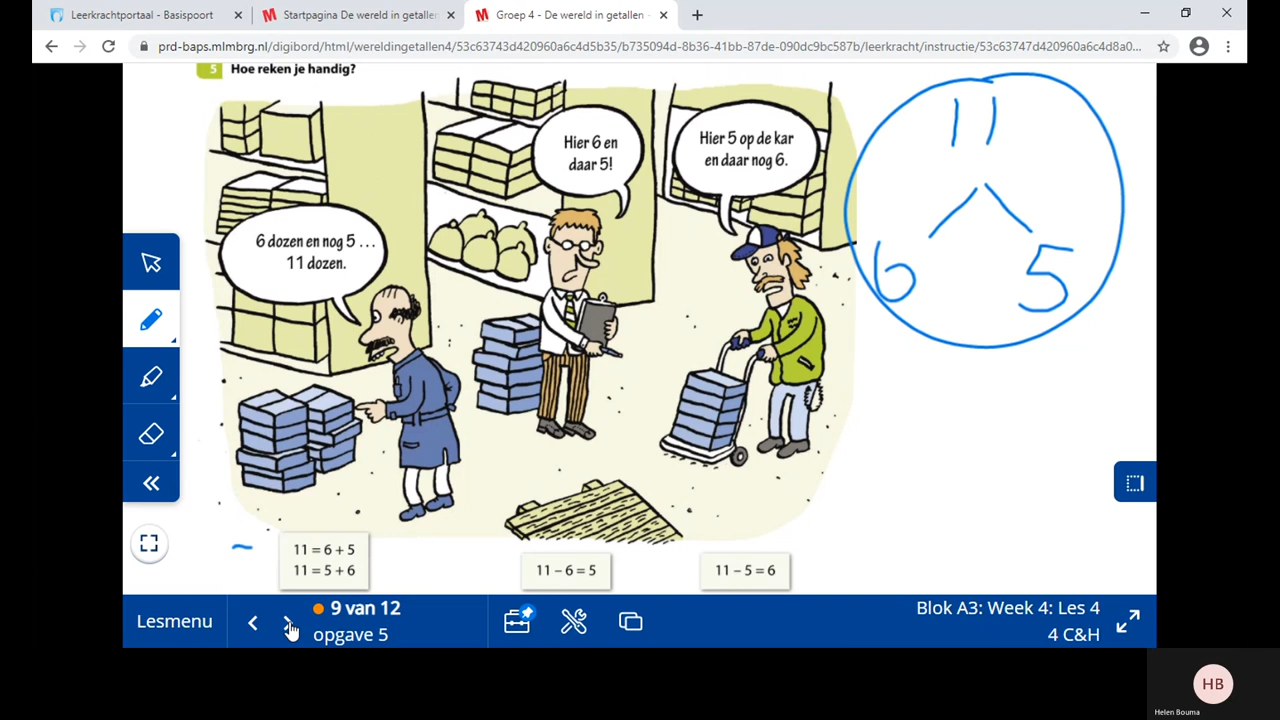 Leerkrachtportaal - Basispoort
Startpagina De wereld in getallen
Groep 4 - De wereld in getallen -
prd-baps.mlmbrg.nl/digibord/html/wereldingetallen4/53c63743d420960a6c4d5b35/b735094d-8b36-41bb-87de-090dc9bc587b/leerkracht/instructie/53c63747d420960a6c4d8a0...
5 Hoe reken je handig?
11
Hier 6 en
daar 5!
Hier 5 op de kar
en daar nog 6.
6 dozen en nog 5 ...
11 dozen.
6 5
11 = 6 + 5
11 = 5 + 6
11 – 6 = 5
11 – 5 = 6
Lesmenu
9 van 12
opgave 5
Blok A3: Week 4: Les 4
4 C&H
HB
Helen Bouma